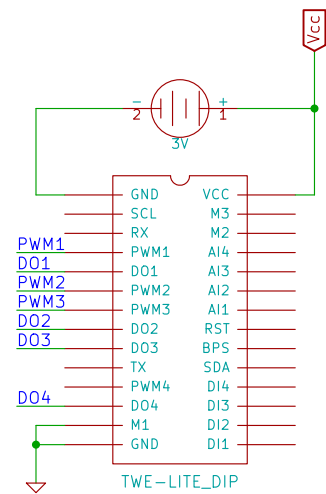 Vcc
− +
2 1
3V
GND VCC
SCL M3
RX M2
PWM1 PWM1 AI4
DO1 DO1 AI3
PWM2 PWM2 AI2
PWM3 PWM3 AI1
DO2 DO2 RST
DO3 DO3 BPS
TX SDA
PWM4 DI4
DO4 DO4 DI3
M1 DI2
GND DI1
TWE-LITE_DIP